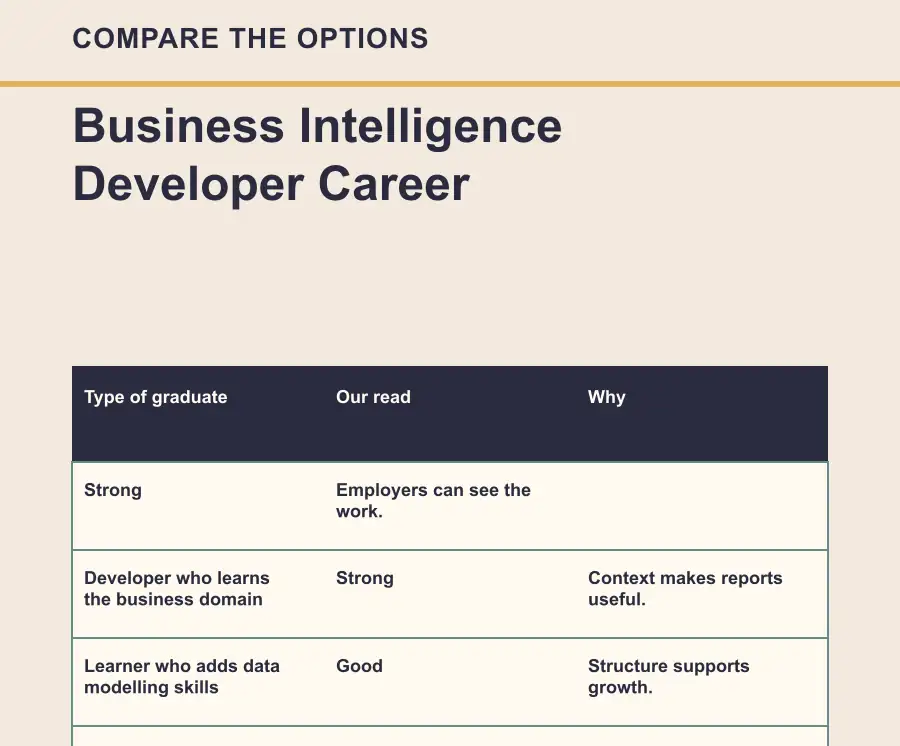 COMPARE THE OPTIONS
Business Intelligence
Developer Career
Type of graduate Our read Why
Strong Employers can see the
work.
Developer who learns Strong Context makes reports
the business domain useful.
Learner who adds data Good Structure supports
modelling skills growth.